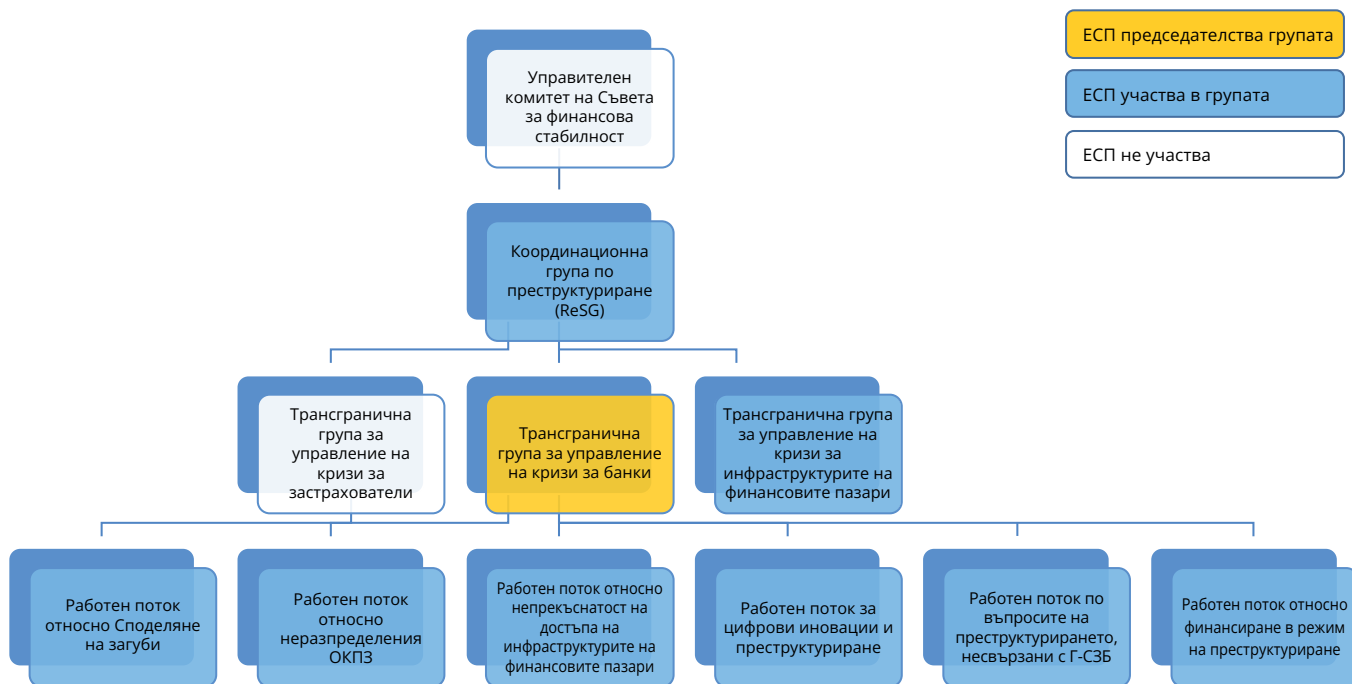 ЕСП председателства групата
ЕСП участва в групата
ЕСП не участва
Управителен
комитет на Съвета
за финансова
стабилност
Координационна
група по
преструктуриране
(ReSG)
Трансгранична
група за
управление на
кризи за
застрахователи
Трансгранична
група за управление
на кризи за банки
Трансгранична група
за управление на
кризи за
инфраструктурите на
финансовите пазари
Работен поток
относно Споделяне
на загуби
Работен поток
относно
неразпределения
ОКПЗ
Работен поток относно
непрекъснатост на
достъпа на
инфраструктурите на
финансовите пазари
Работен поток за
цифрови иновации и
преструктуриране
Работен поток по
въпросите на
преструктурирането,
несвързани с Г-СЗБ
Работен поток относно
финансиране в режим
на преструктуриране